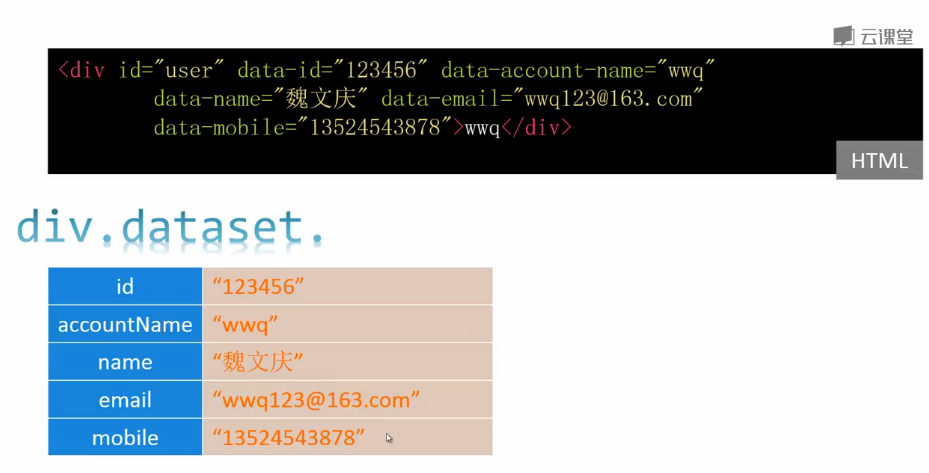 云课堂
<div id="user" data-id="123456" data-account-name="wwq"
data-name="魏文庆" data-email="wwq123@163.com"
data-mobile="13524543878">wwq</div>
HTML
div.dataset.
id “123456”
accountName “wwq”
name “魏文庆”
email “wwq123@163.com”
mobile “13524543878”